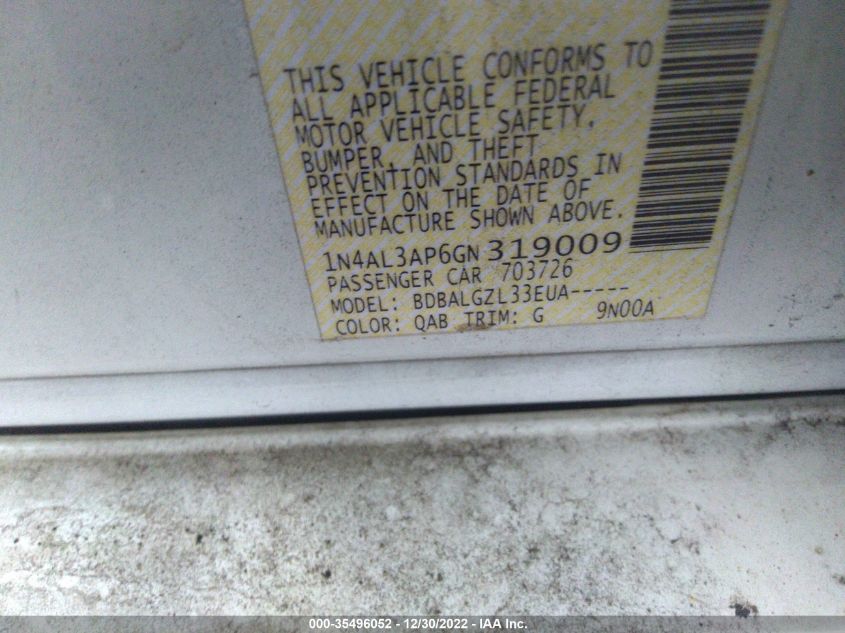 THIS VEHICLE CONFORMS TO
ALL APPLICABLE FEDERAL
MOTOR VEHICLE SAFETY,
BUMPER, AND THEFT
PREVENTION STANDARDS IN
EFFECT ON THE DATE OF
MANUFACTURE SHOWN ABOVE.
1N4AL3AP6GN 319009
PASSENGER CAR 703726
MODEL: BDBALGZL33EUA-----
COLOR: QAB TRIM: G 9N00A
000-35496052 - 12/30/2022 - IAA Inc.